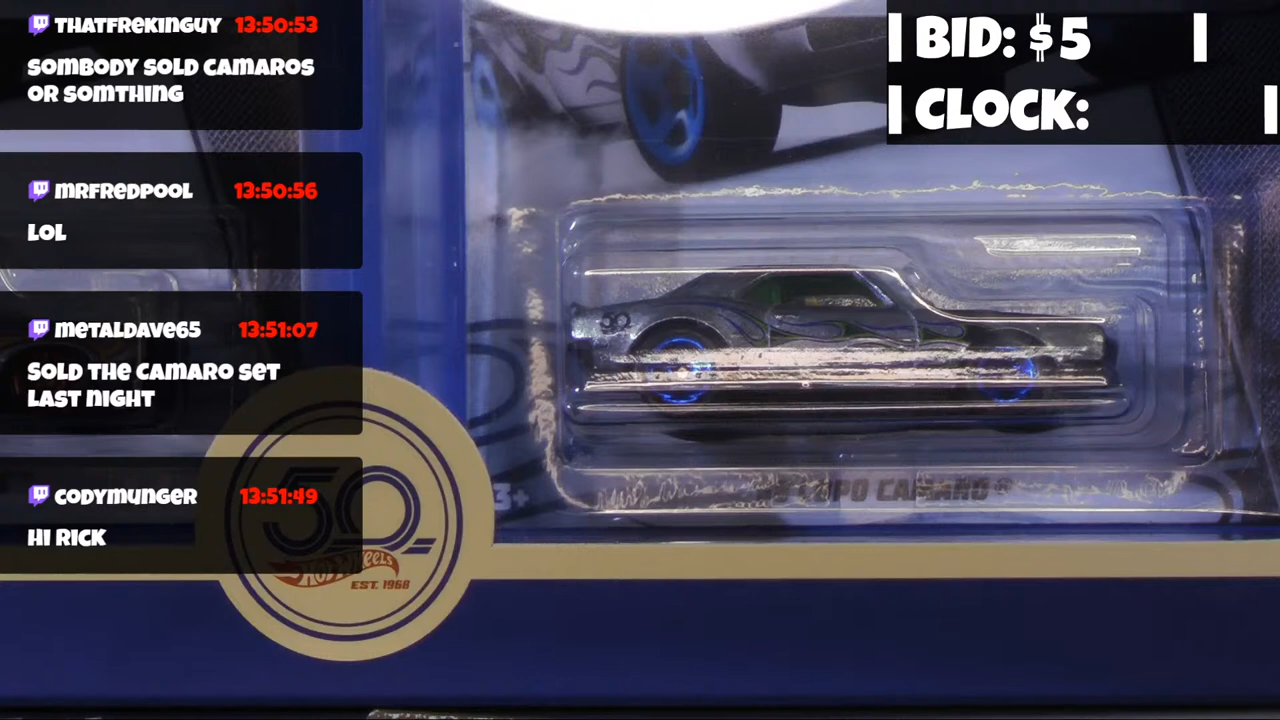 THATFREKINGUY 13:50:53
SOMBODY SOLD CAMAROS
OR SOMTHING
MRFREDPOOL 13:50:56
LOL
METALDAVE65 13:51:07
SOLD THE CAMARO SET
LAST NIGHT
CODYMUNGER 13:51:49
HI RICK
| BID: $5 |
| CLOCK: |
50
3+
COPO CAMARO®
50
HOT WHEELS
EST. 1968